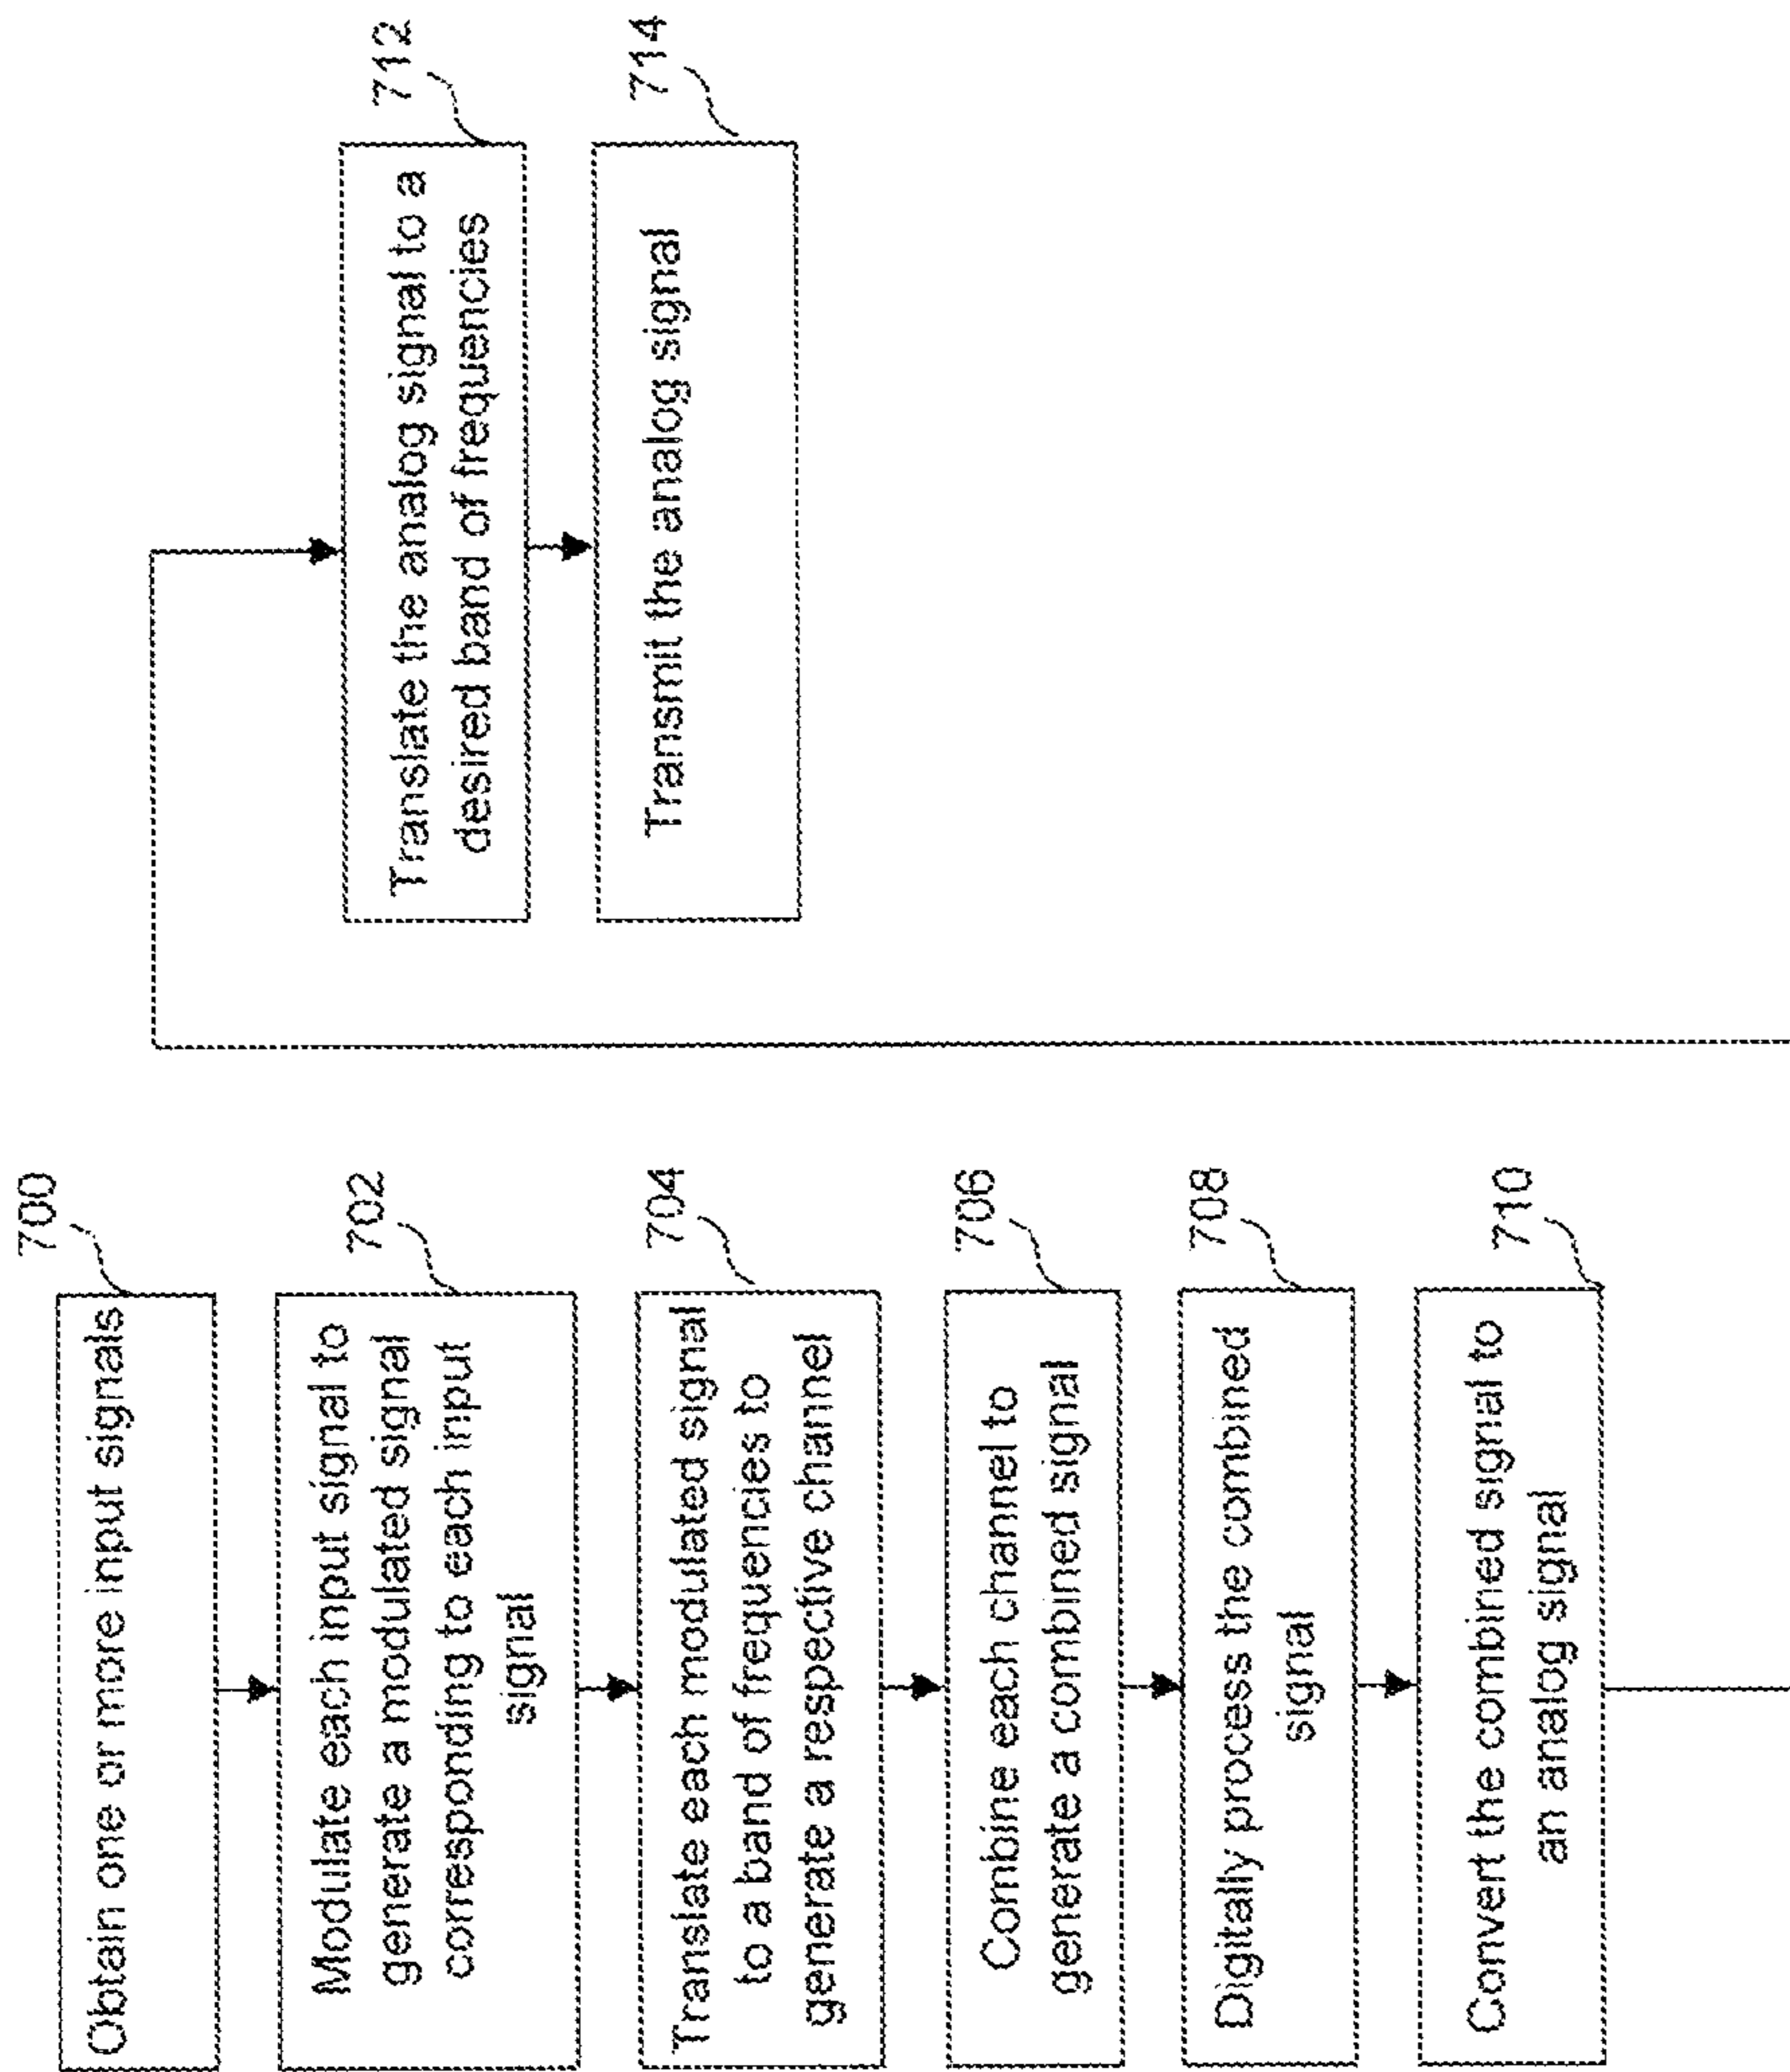 700
Obtain one or more input signals
702
Modulate each input signal to
generate a modulated signal
corresponding to each input
signal
704
Translate each modulated signal
to a band of frequencies to
generate a respective channel
706
Combine each channel to
generate a combined signal
708
Digitally process the combined
signal
710
Convert the combined signal to
an analog signal
712
Translate the analog signal to a
desired band of frequencies
714
Transmit the analog signal